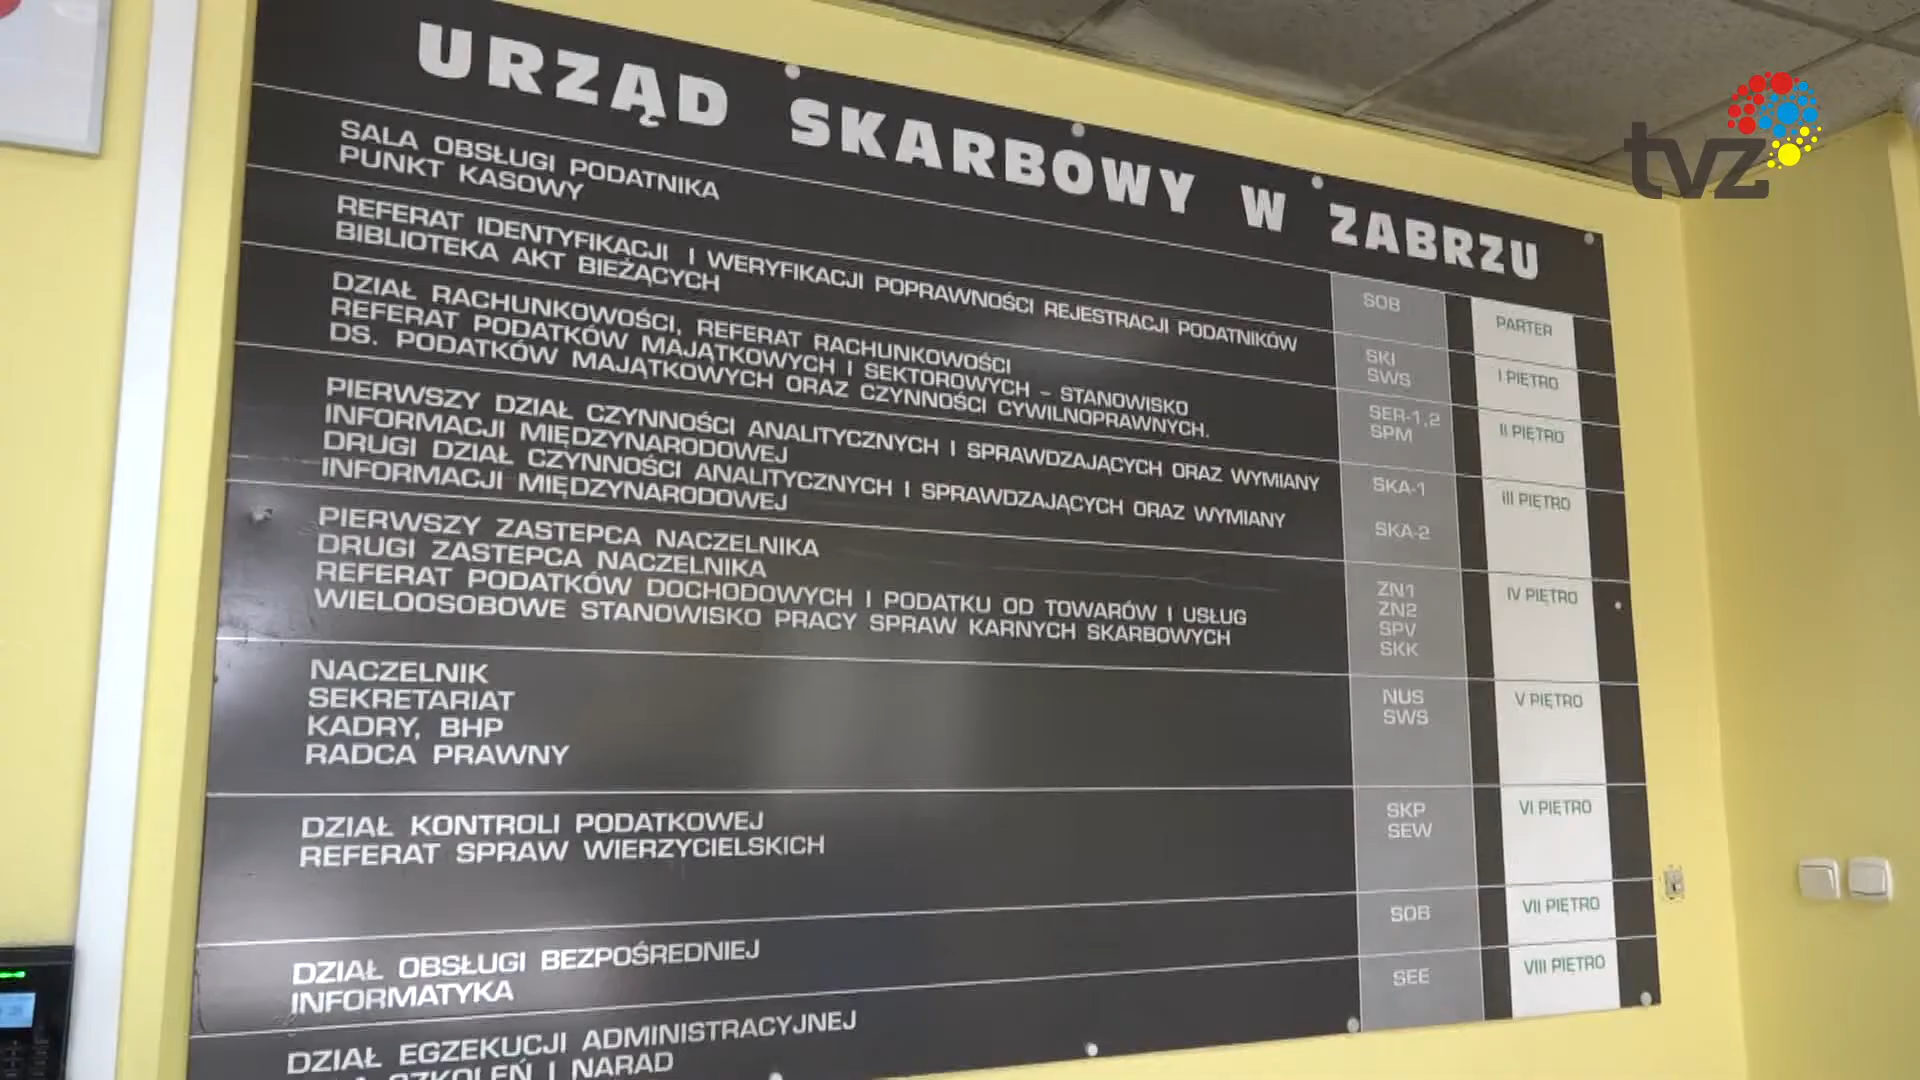 tvz
URZĄD SKARBOWY W ZABRZU
SALA OBSŁUGI PODATNIKA
PUNKT KASOWY
SOB
PARTER
REFERAT IDENTYFIKACJI I WERYFIKACJI POPRAWNOŚCI REJESTRACJI PODATNIKÓW
BIBLIOTEKA AKT BIEŻĄCYCH
SKI
SWS
I PIĘTRO
DZIAŁ RACHUNKOWOŚCI, REFERAT RACHUNKOWOŚCI
REFERAT PODATKÓW MAJĄTKOWYCH I SEKTOROWYCH – STANOWISKO
DS. PODATKÓW MAJĄTKOWYCH ORAZ CZYNNOŚCI CYWILNOPRAWNYCH.
SER-1,2
SPM
II PIĘTRO
PIERWSZY DZIAŁ CZYNNOŚCI ANALITYCZNYCH I SPRAWDZAJĄCYCH ORAZ WYMIANY
INFORMACJI MIĘDZYNARODOWEJ
DRUGI DZIAŁ CZYNNOŚCI ANALITYCZNYCH I SPRAWDZAJĄCYCH ORAZ WYMIANY
INFORMACJI MIĘDZYNARODOWEJ
SKA-1
SKA-2
III PIĘTRO
PIERWSZY ZASTEPCA NACZELNIKA
DRUGI ZASTEPCA NACZELNIKA
REFERAT PODATKÓW DOCHODOWYCH I PODATKU OD TOWARÓW I USŁUG
WIELOOSOBOWE STANOWISKO PRACY SPRAW KARNYCH SKARBOWYCH
ZN1
ZN2
SPV
SKK
IV PIĘTRO
NACZELNIK
SEKRETARIAT
KADRY, BHP
RADCA PRAWNY
NUS
SWS
V PIĘTRO
DZIAŁ KONTROLI PODATKOWEJ
REFERAT SPRAW WIERZYCIELSKICH
SKP
SEW
VI PIĘTRO
DZIAŁ OBSŁUGI BEZPOŚREDNIEJ
INFORMATYKA
SOB
VII PIĘTRO
DZIAŁ EGZEKUCJI ADMINISTRACYJNEJ
SZKOLEŃ I NARAD
SEE
VIII PIĘTRO